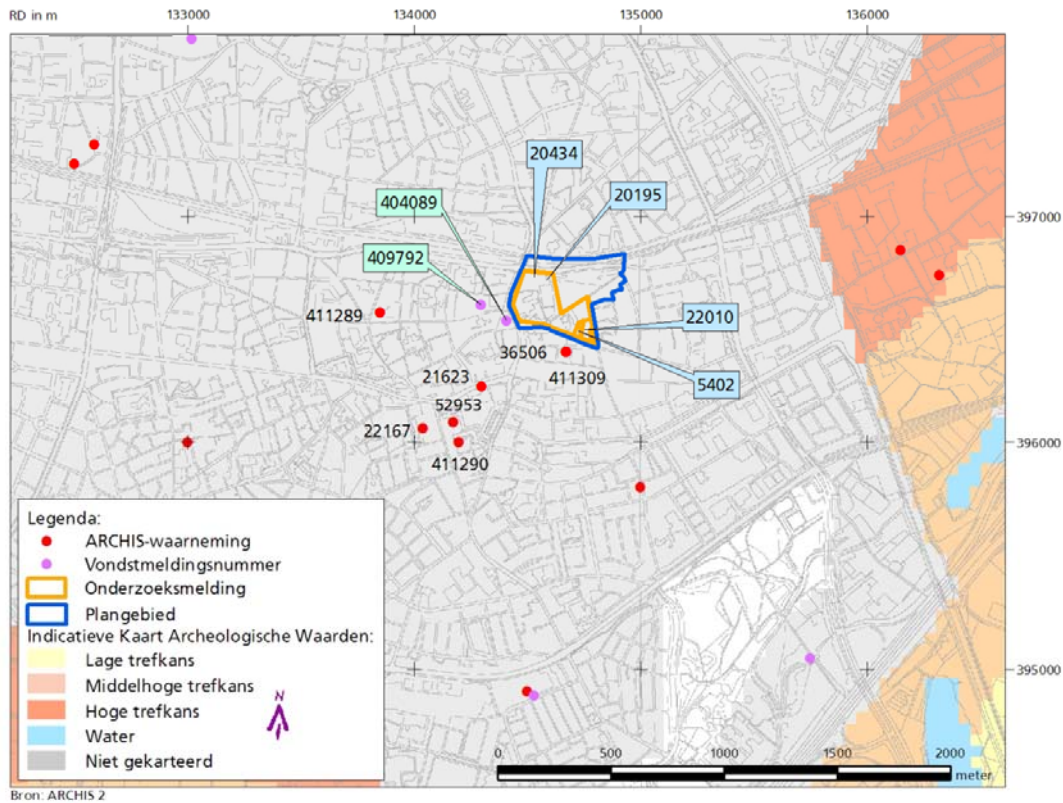 RD in m
133000
134000
135000
136000
20434
20195
404089
397000
409792
411289
22010
36506
411309
21623
5402
52953
22167
411290
396000
Legenda:
ARCHIS-waarneming
Vondstmeldingsnummer
Onderzoeksmelding
Plangebied
Indicatieve Kaart Archeologische Waarden:
Lage trefkans
Middelhoge trefkans
Hoge trefkans
Water
Niet gekarteerd
N
395000
0 500 1000 1500 2000
meter
Bron: ARCHIS 2